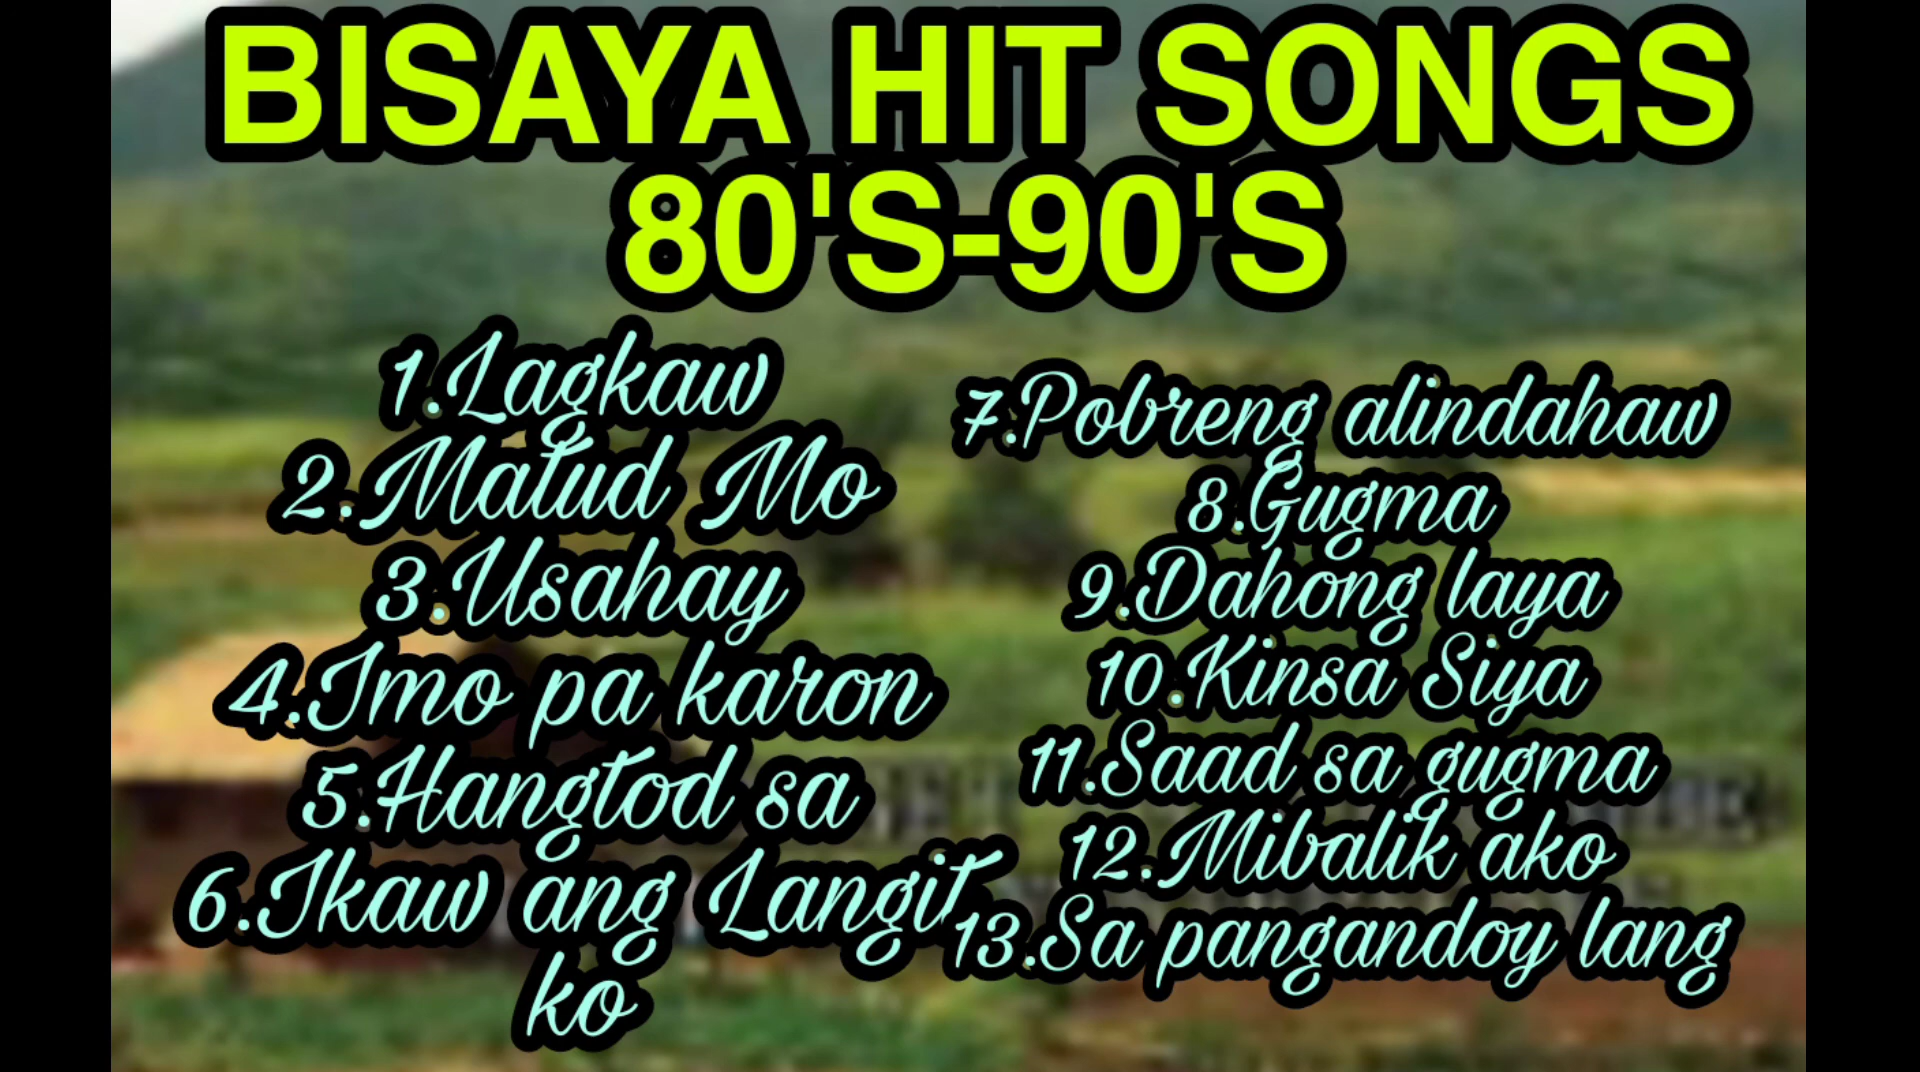 BISAYA HIT SONGS
80'S-90'S
1.Lagkaw
2.Matud Mo
3.Usahay
4.Imo pa karon
5.Hangtod sa
6.Ikaw ang Langit
ko
7.Pobreng alindahaw
8.Gugma
9.Dahong laya
10.Kinsa Siya
11.Saad sa gugma
12.Mibalik ako
13.Sa pangandoy lang